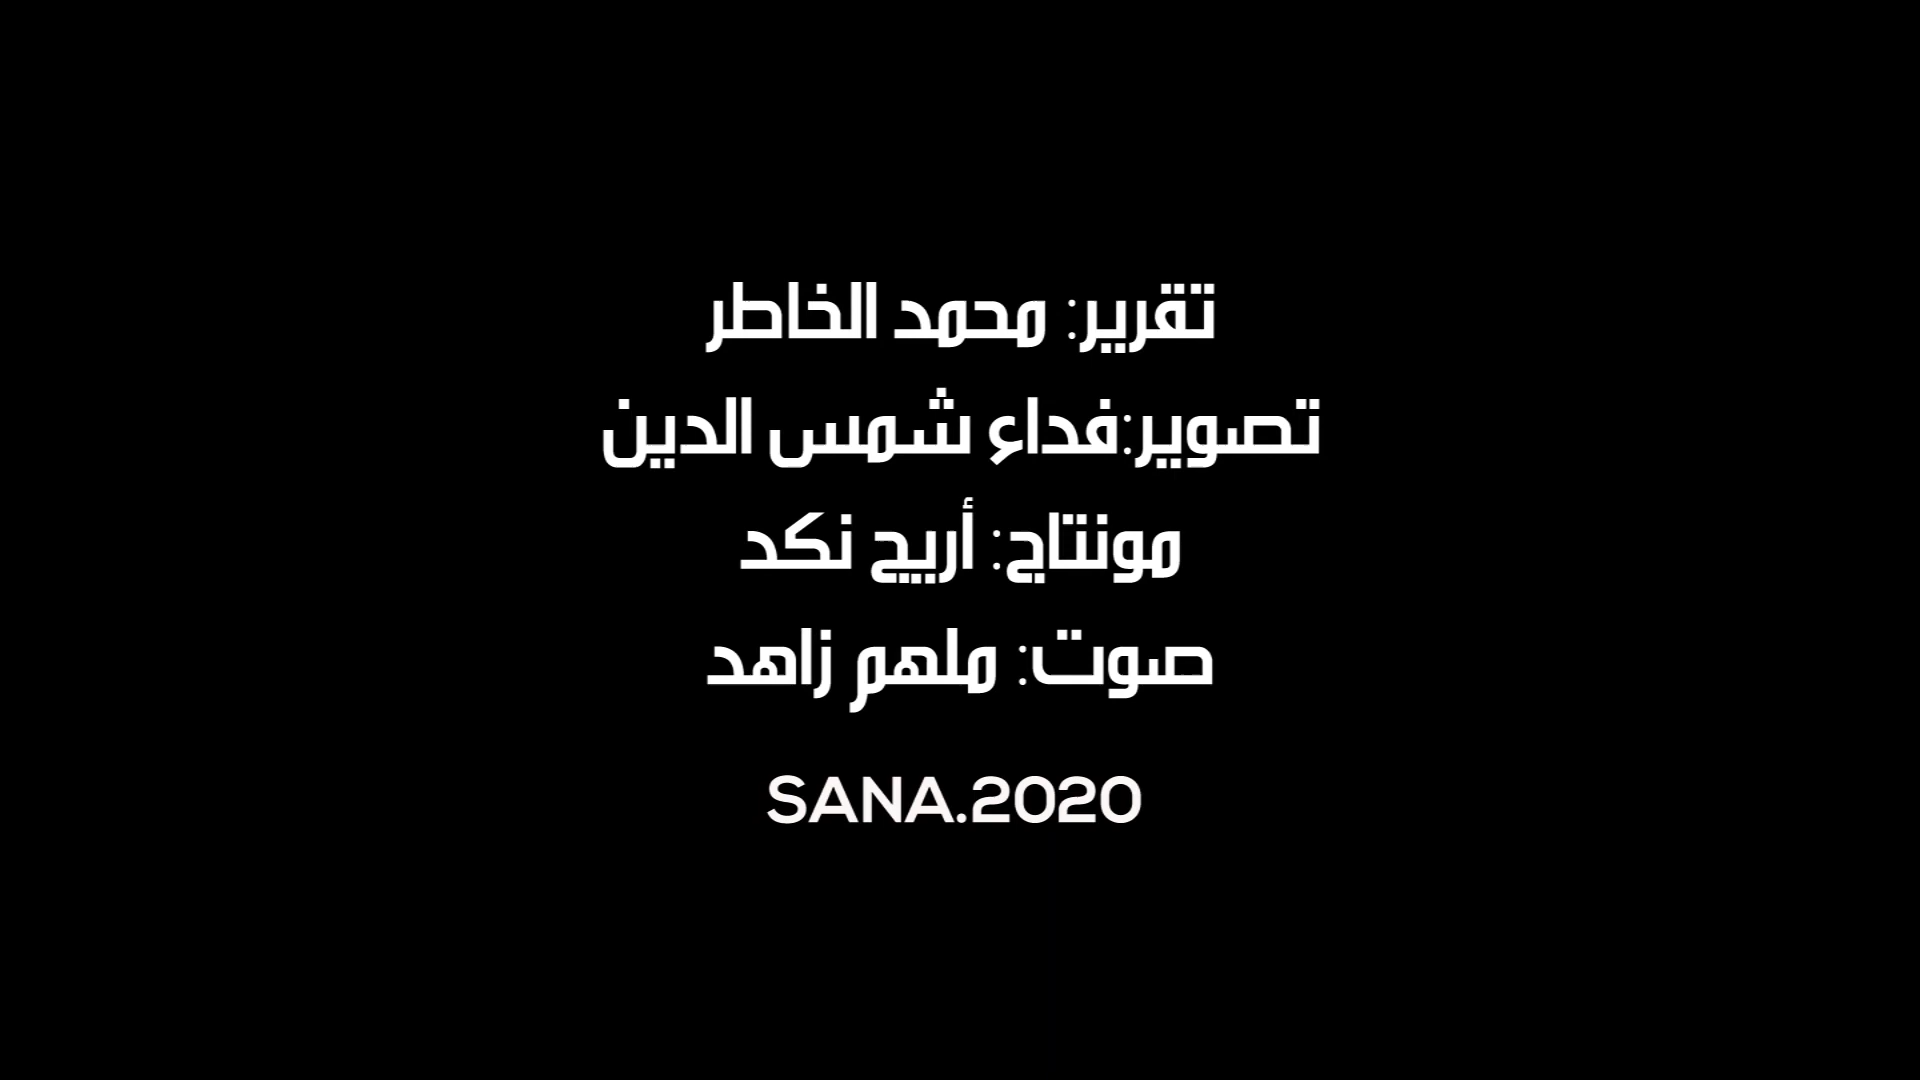 تقرير: محمد الخاطر
تصوير:فداء شمس الدين
مونتاج: أريج نكد
صوت: ملهم زاهد
SANA.2020